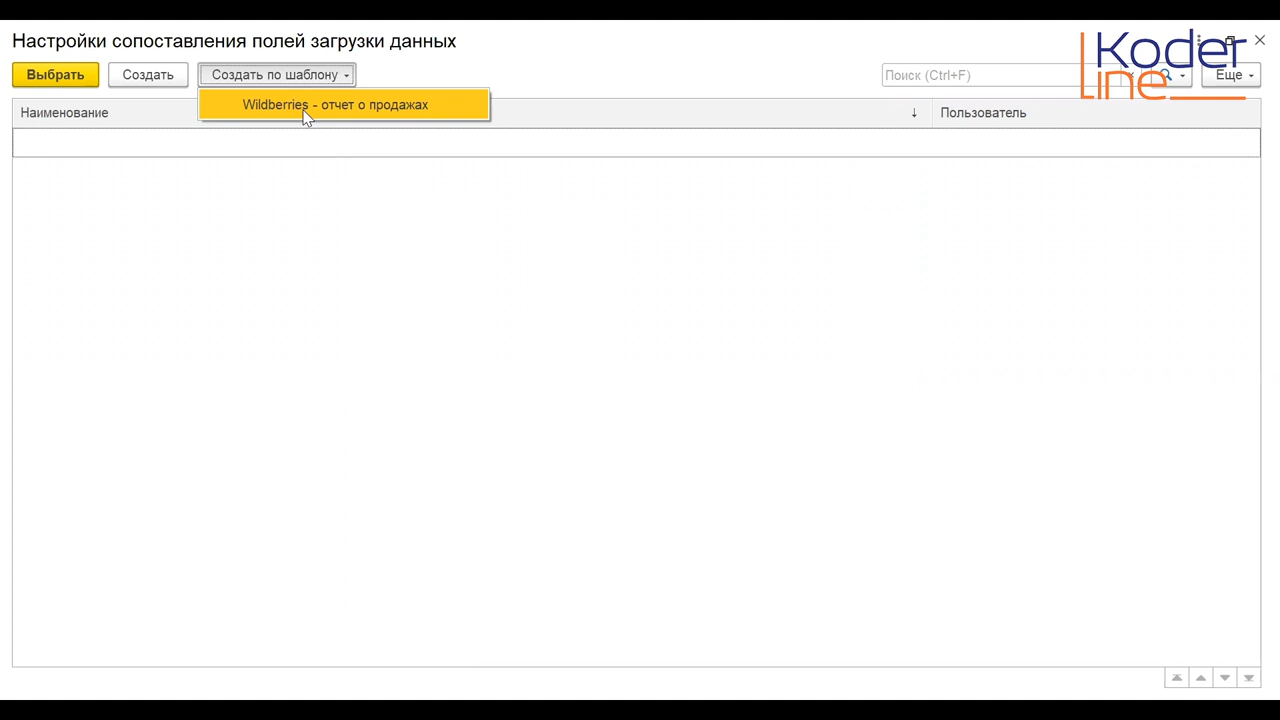 Настройки сопоставления полей загрузки данных
Koder
line
Выбрать Создать Создать по шаблону Поиск (Ctrl+F) Еще
Wildberries - отчет о продажах
Наименование ↓ Пользователь